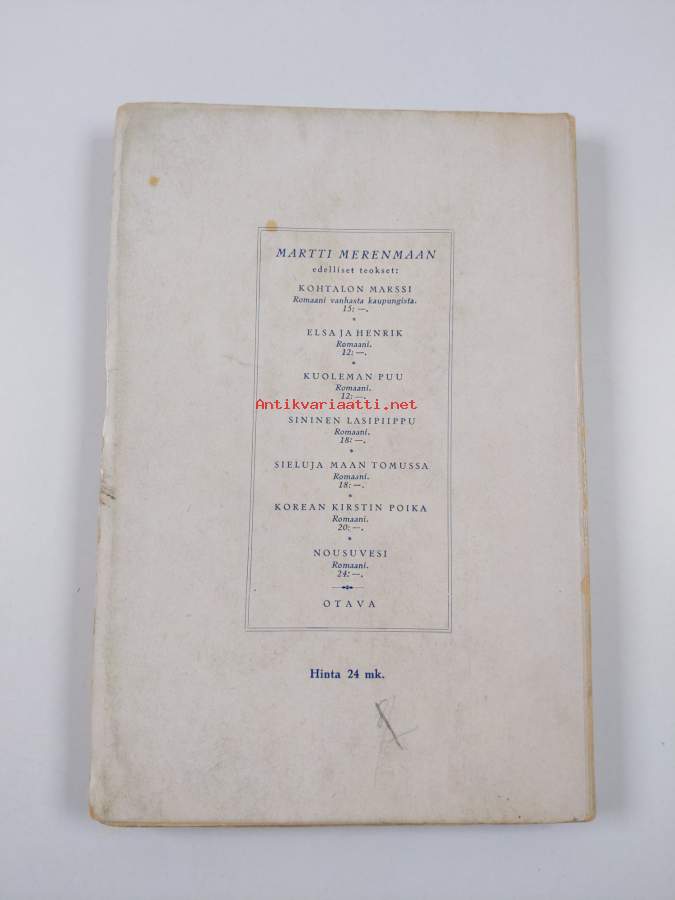 MARTTI MERENMAAN
edelliset teokset:
KOHTALON MARSSI
Romaani vanhasta kaupungista.
15: —.
*
ELSA JA HENRIK
Romaani.
12: —.
*
KUOLEMAN PUU
Romaani.
12: —.
Antikvariaatti.net
SININEN LASIPIIPPU
Romaani.
18: —.
*
SIELUJA MAAN TOMUSSA
Romaani.
18: —.
*
KOREAN KIRSTIN POIKA
Romaani.
20: —.
*
NOUSUVESI
Romaani.
24: —.
OTAVA
Hinta 24 mk.